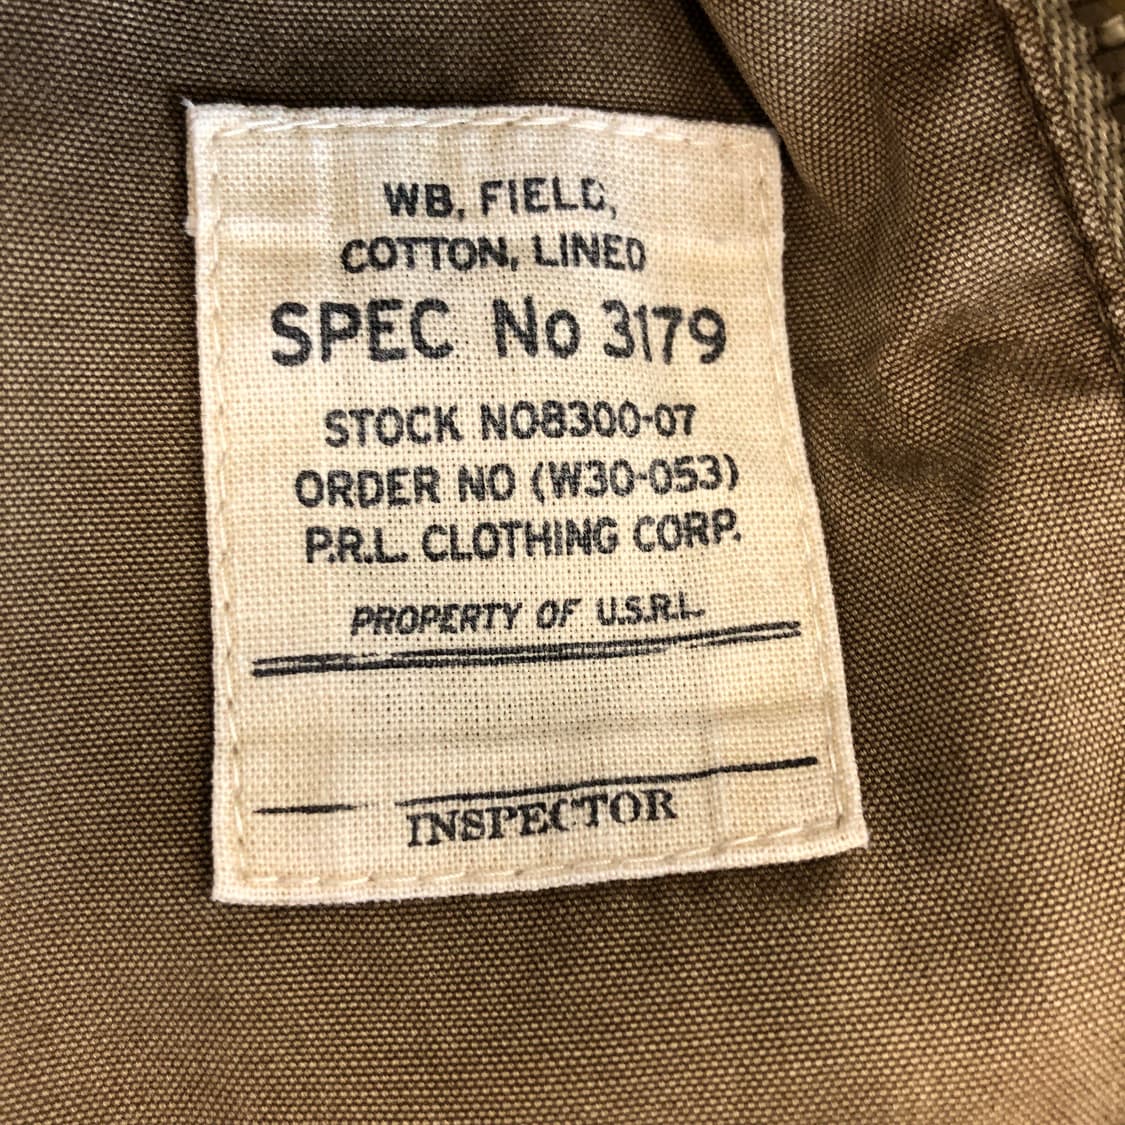 WB, FIELD,
COTTON, LINED
SPEC No 3179
STOCK NO8300-07
ORDER NO (W30-053)
P.R.L. CLOTHING CORP.
PROPERTY OF U.S.R.L.
INSPECTOR